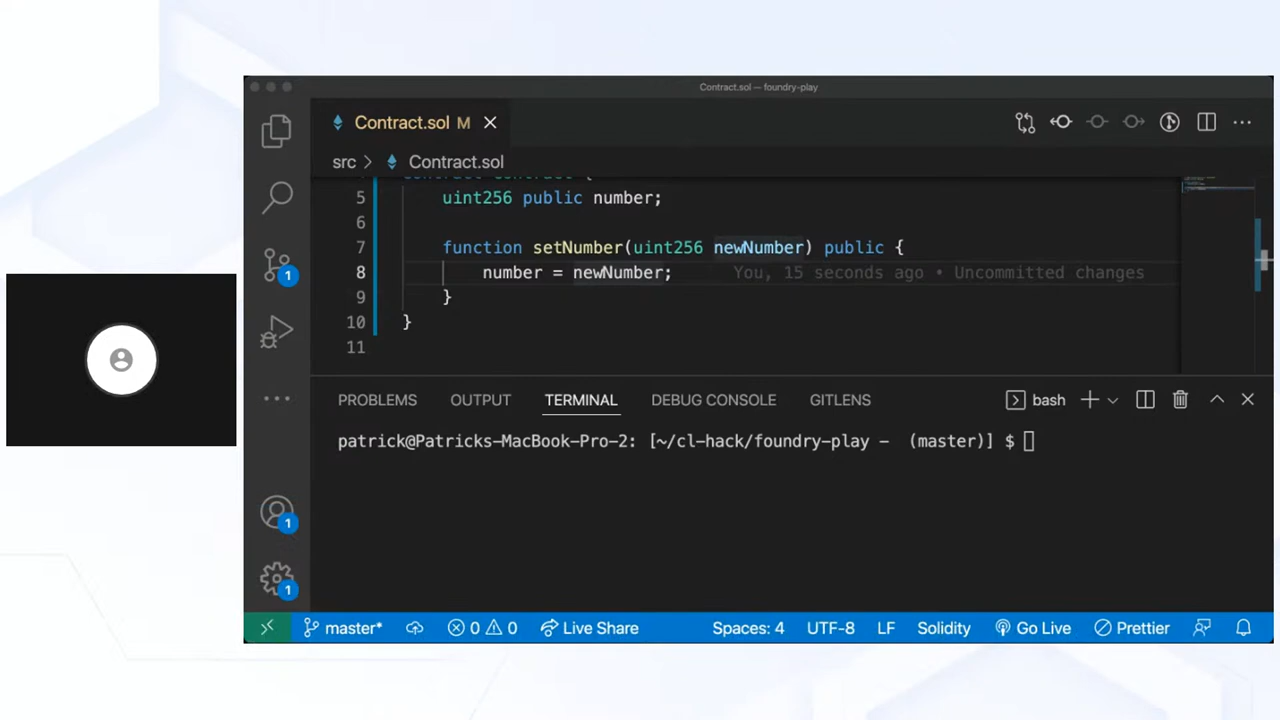 Contract.sol — foundry-play
Contract.sol M
src > Contract.sol
5 uint256 public number;
6
7 function setNumber(uint256 newNumber) public {
8 number = newNumber; You, 15 seconds ago • Uncommitted changes
9 }
10 }
11
1
PROBLEMS OUTPUT TERMINAL DEBUG CONSOLE GITLENS bash
patrick@Patricks-MacBook-Pro-2: [~/cl-hack/foundry-play - (master)] $
1
1
master* 0 0 Live Share Spaces: 4 UTF-8 LF Solidity Go Live Prettier